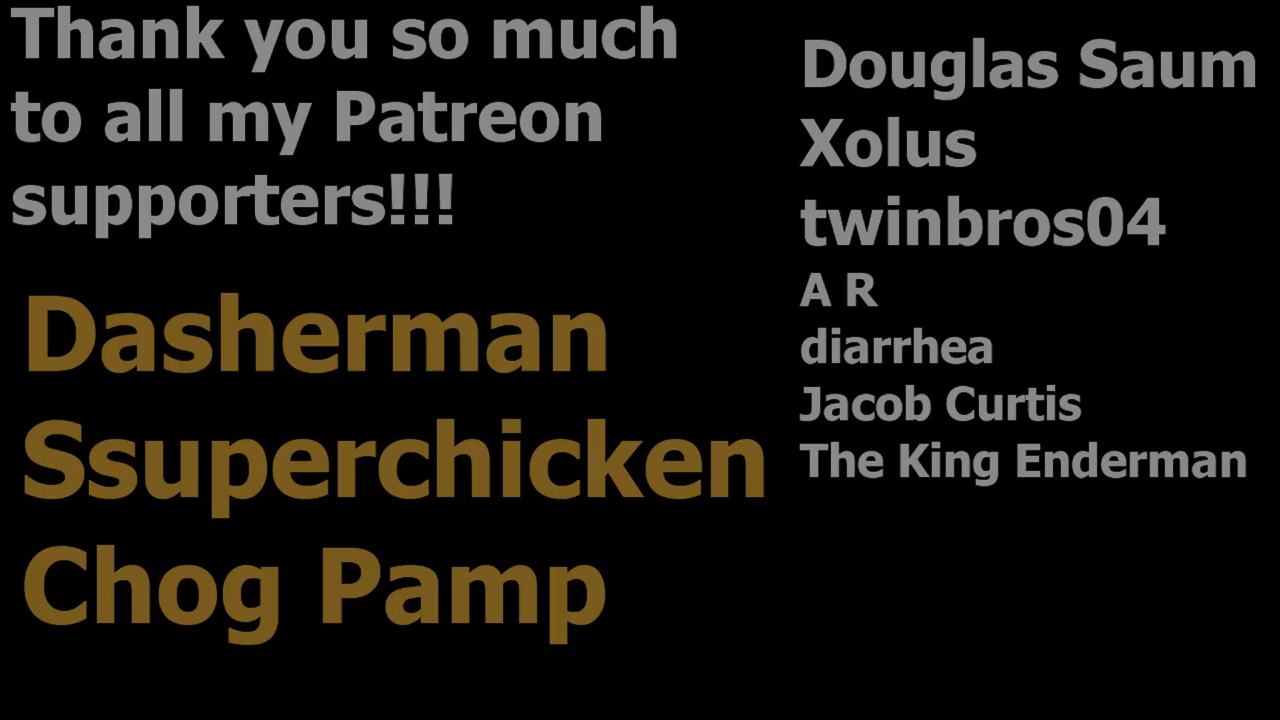 Thank you so much
to all my Patreon
supporters!!!
Dasherman
Ssuperchicken
Chog Pamp
Douglas Saum
Xolus
twinbros04
A R
diarrhea
Jacob Curtis
The King Enderman